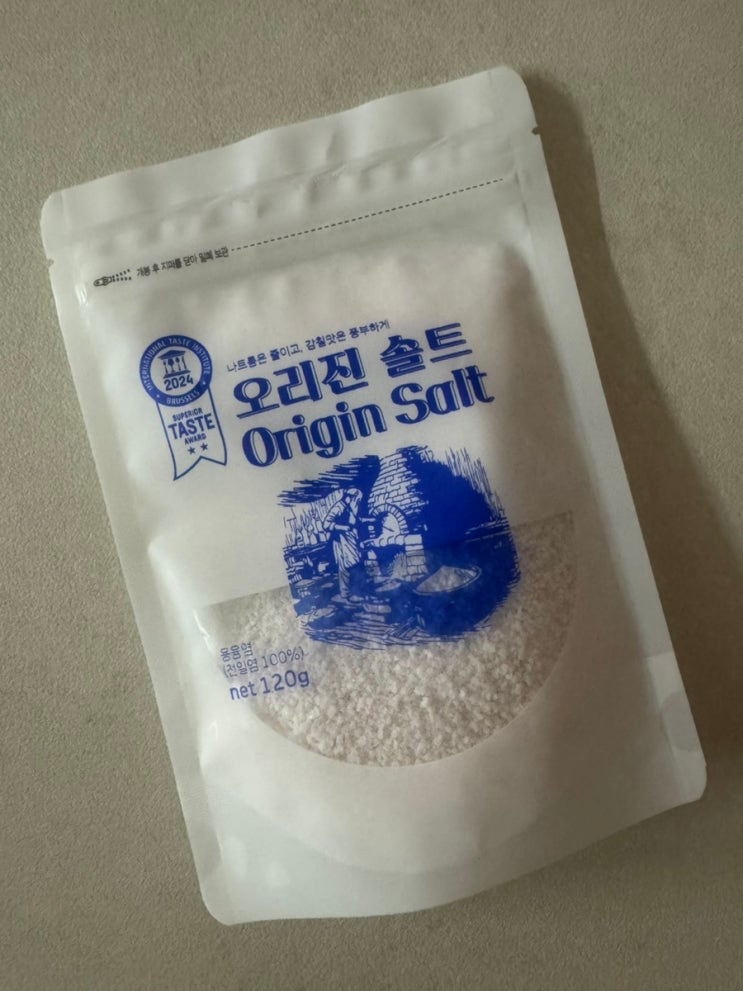 개봉 후 지퍼를 닫아 밀폐 보관
INTERNATIONAL TASTE INSTITUTE
2024
BRUSSELS
SUPERIOR
TASTE
AWARD
나트륨은 줄이고, 감칠맛은 풍부하게
오리진 솔트
Origin Salt
용융염
(천일염 100%)
net 120g